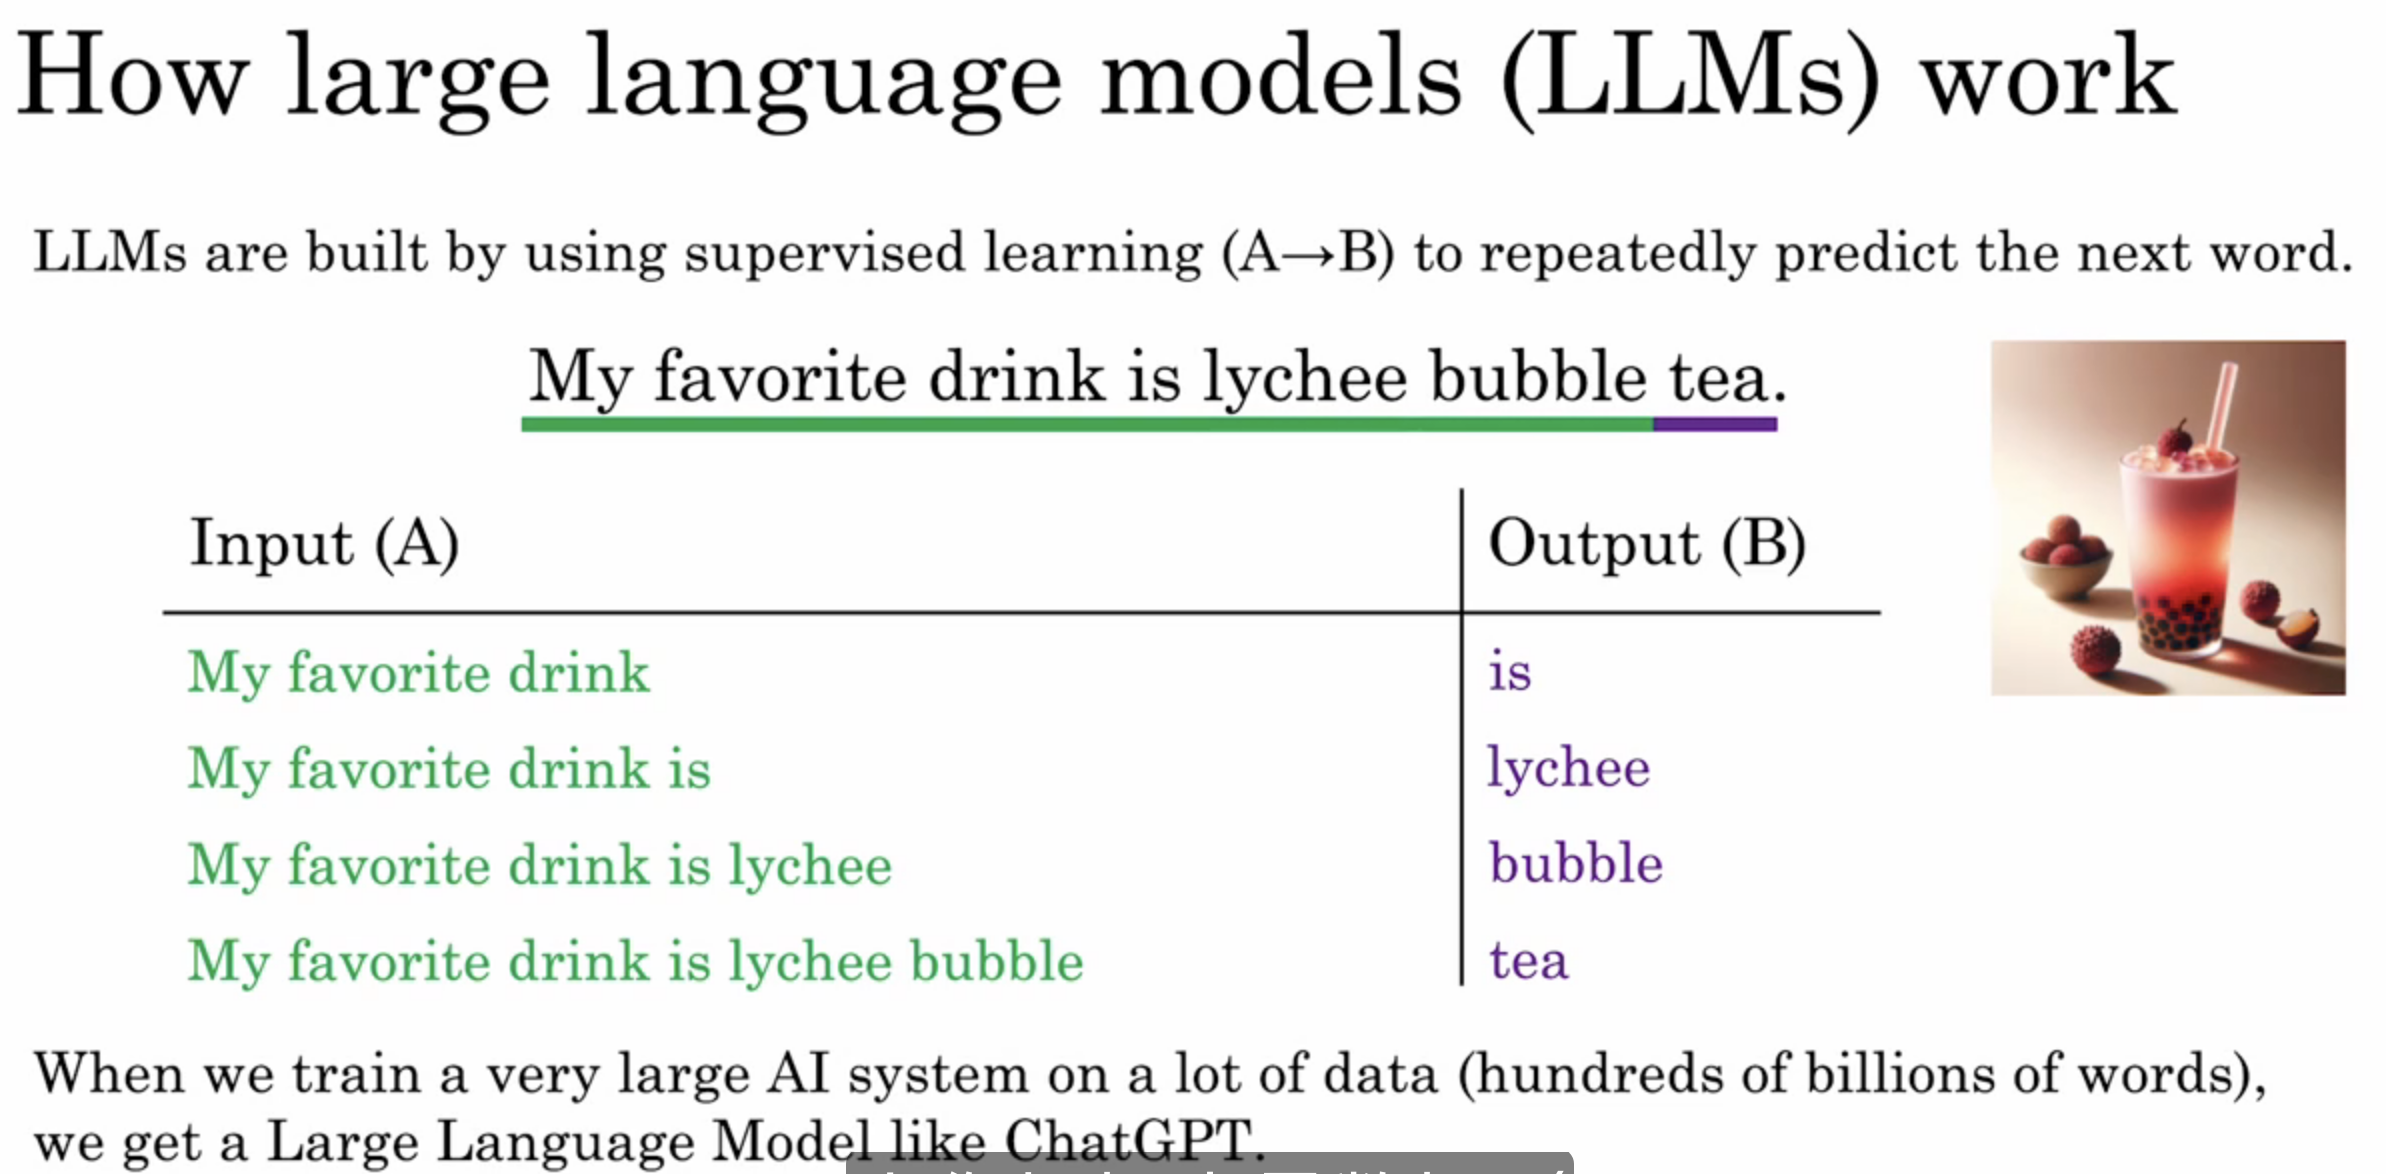 How large language models (LLMs) work
LLMs are built by using supervised learning (A→B) to repeatedly predict the next word.
My favorite drink is lychee bubble tea.
Input (A) Output (B)
My favorite drink is
My favorite drink is lychee
My favorite drink is lychee bubble
My favorite drink is lychee bubble tea
When we train a very large AI system on a lot of data (hundreds of billions of words),
we get a Large Language Model like ChatGPT.